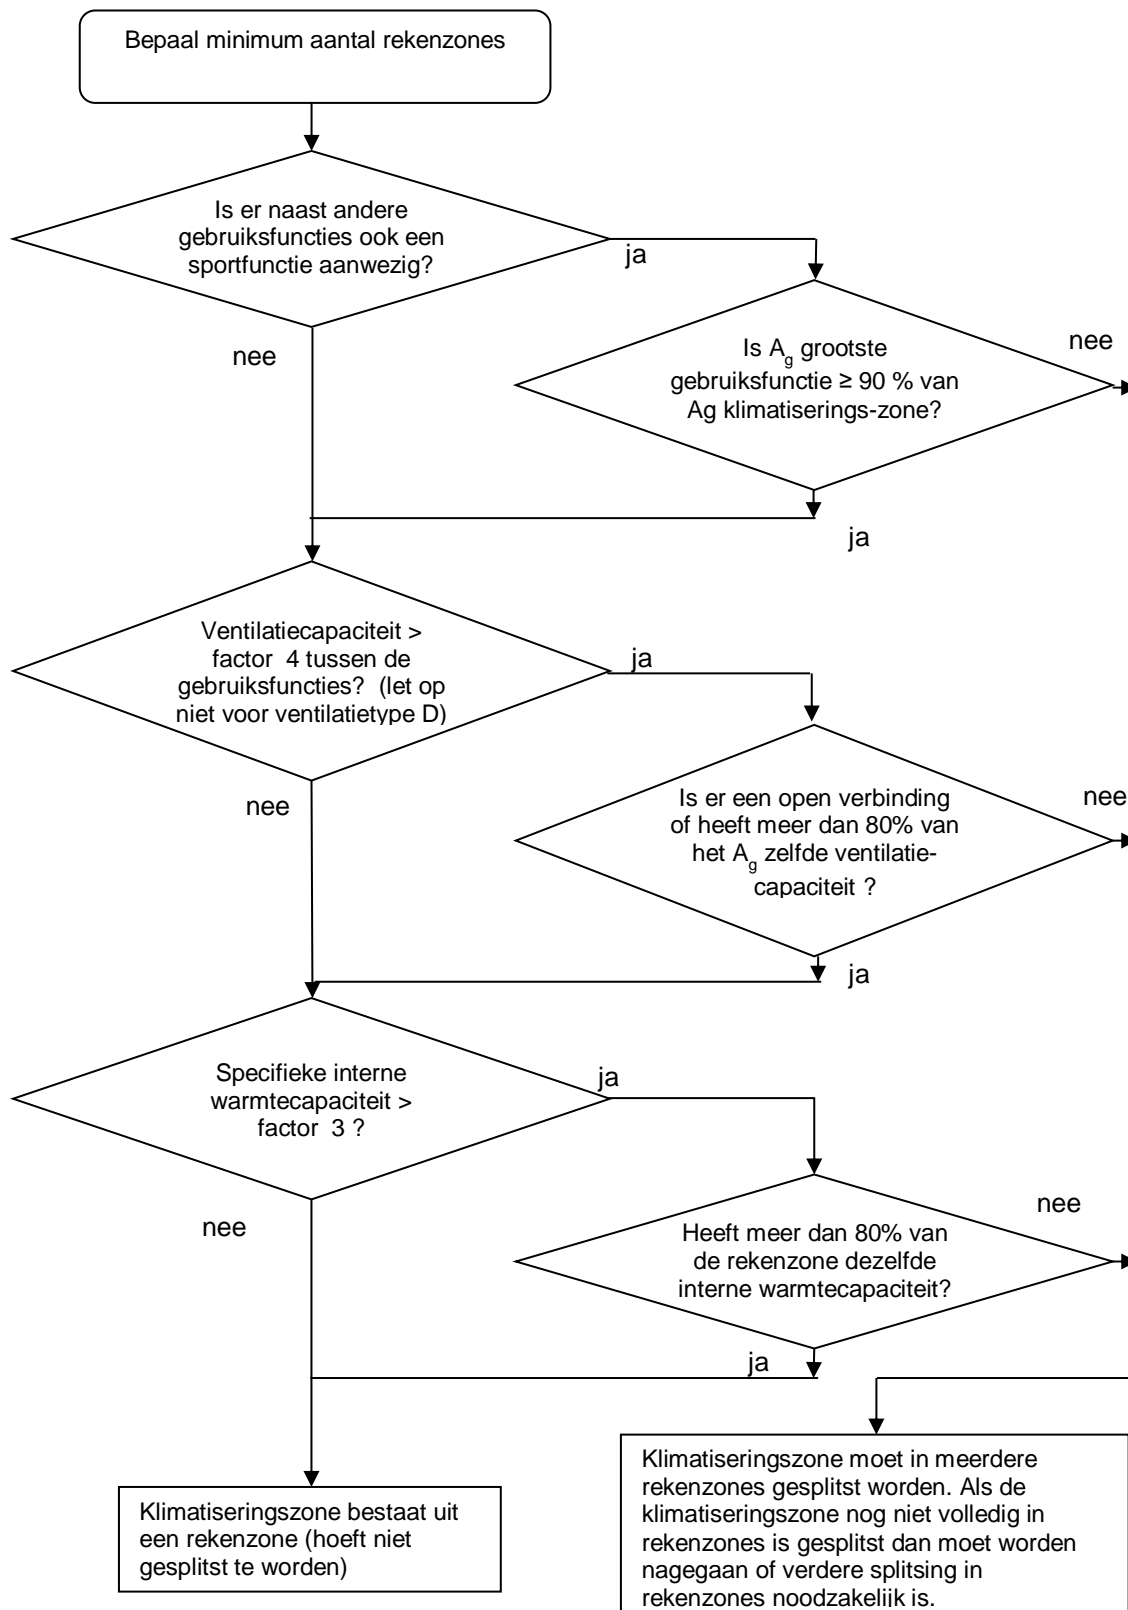 Bepaal minimum aantal rekenzones
Is er naast andere
gebruiksfuncties ook een
sportfunctie aanwezig?
ja
nee
Is Ag grootste
gebruiksfunctie ≥ 90 % van
Ag klimatiserings-zone?
nee
ja
Ventilatiecapaciteit >
factor 4 tussen de
gebruiksfuncties? (let op
niet voor ventilatietype D)
ja
nee
Is er een open verbinding
of heeft meer dan 80% van
het Ag zelfde ventilatie-
capaciteit ?
nee
ja
Specifieke interne
warmtecapaciteit >
factor 3 ?
ja
nee
Heeft meer dan 80% van
de rekenzone dezelfde
interne warmtecapaciteit?
nee
ja
Klimatiseringszone bestaat uit
een rekenzone (hoeft niet
gesplitst te worden)
Klimatiseringszone moet in meerdere
rekenzones gesplitst worden. Als de
klimatiseringszone nog niet volledig in
rekenzones is gesplitst dan moet worden
nagegaan of verdere splitsing in
rekenzones noodzakelijk is.